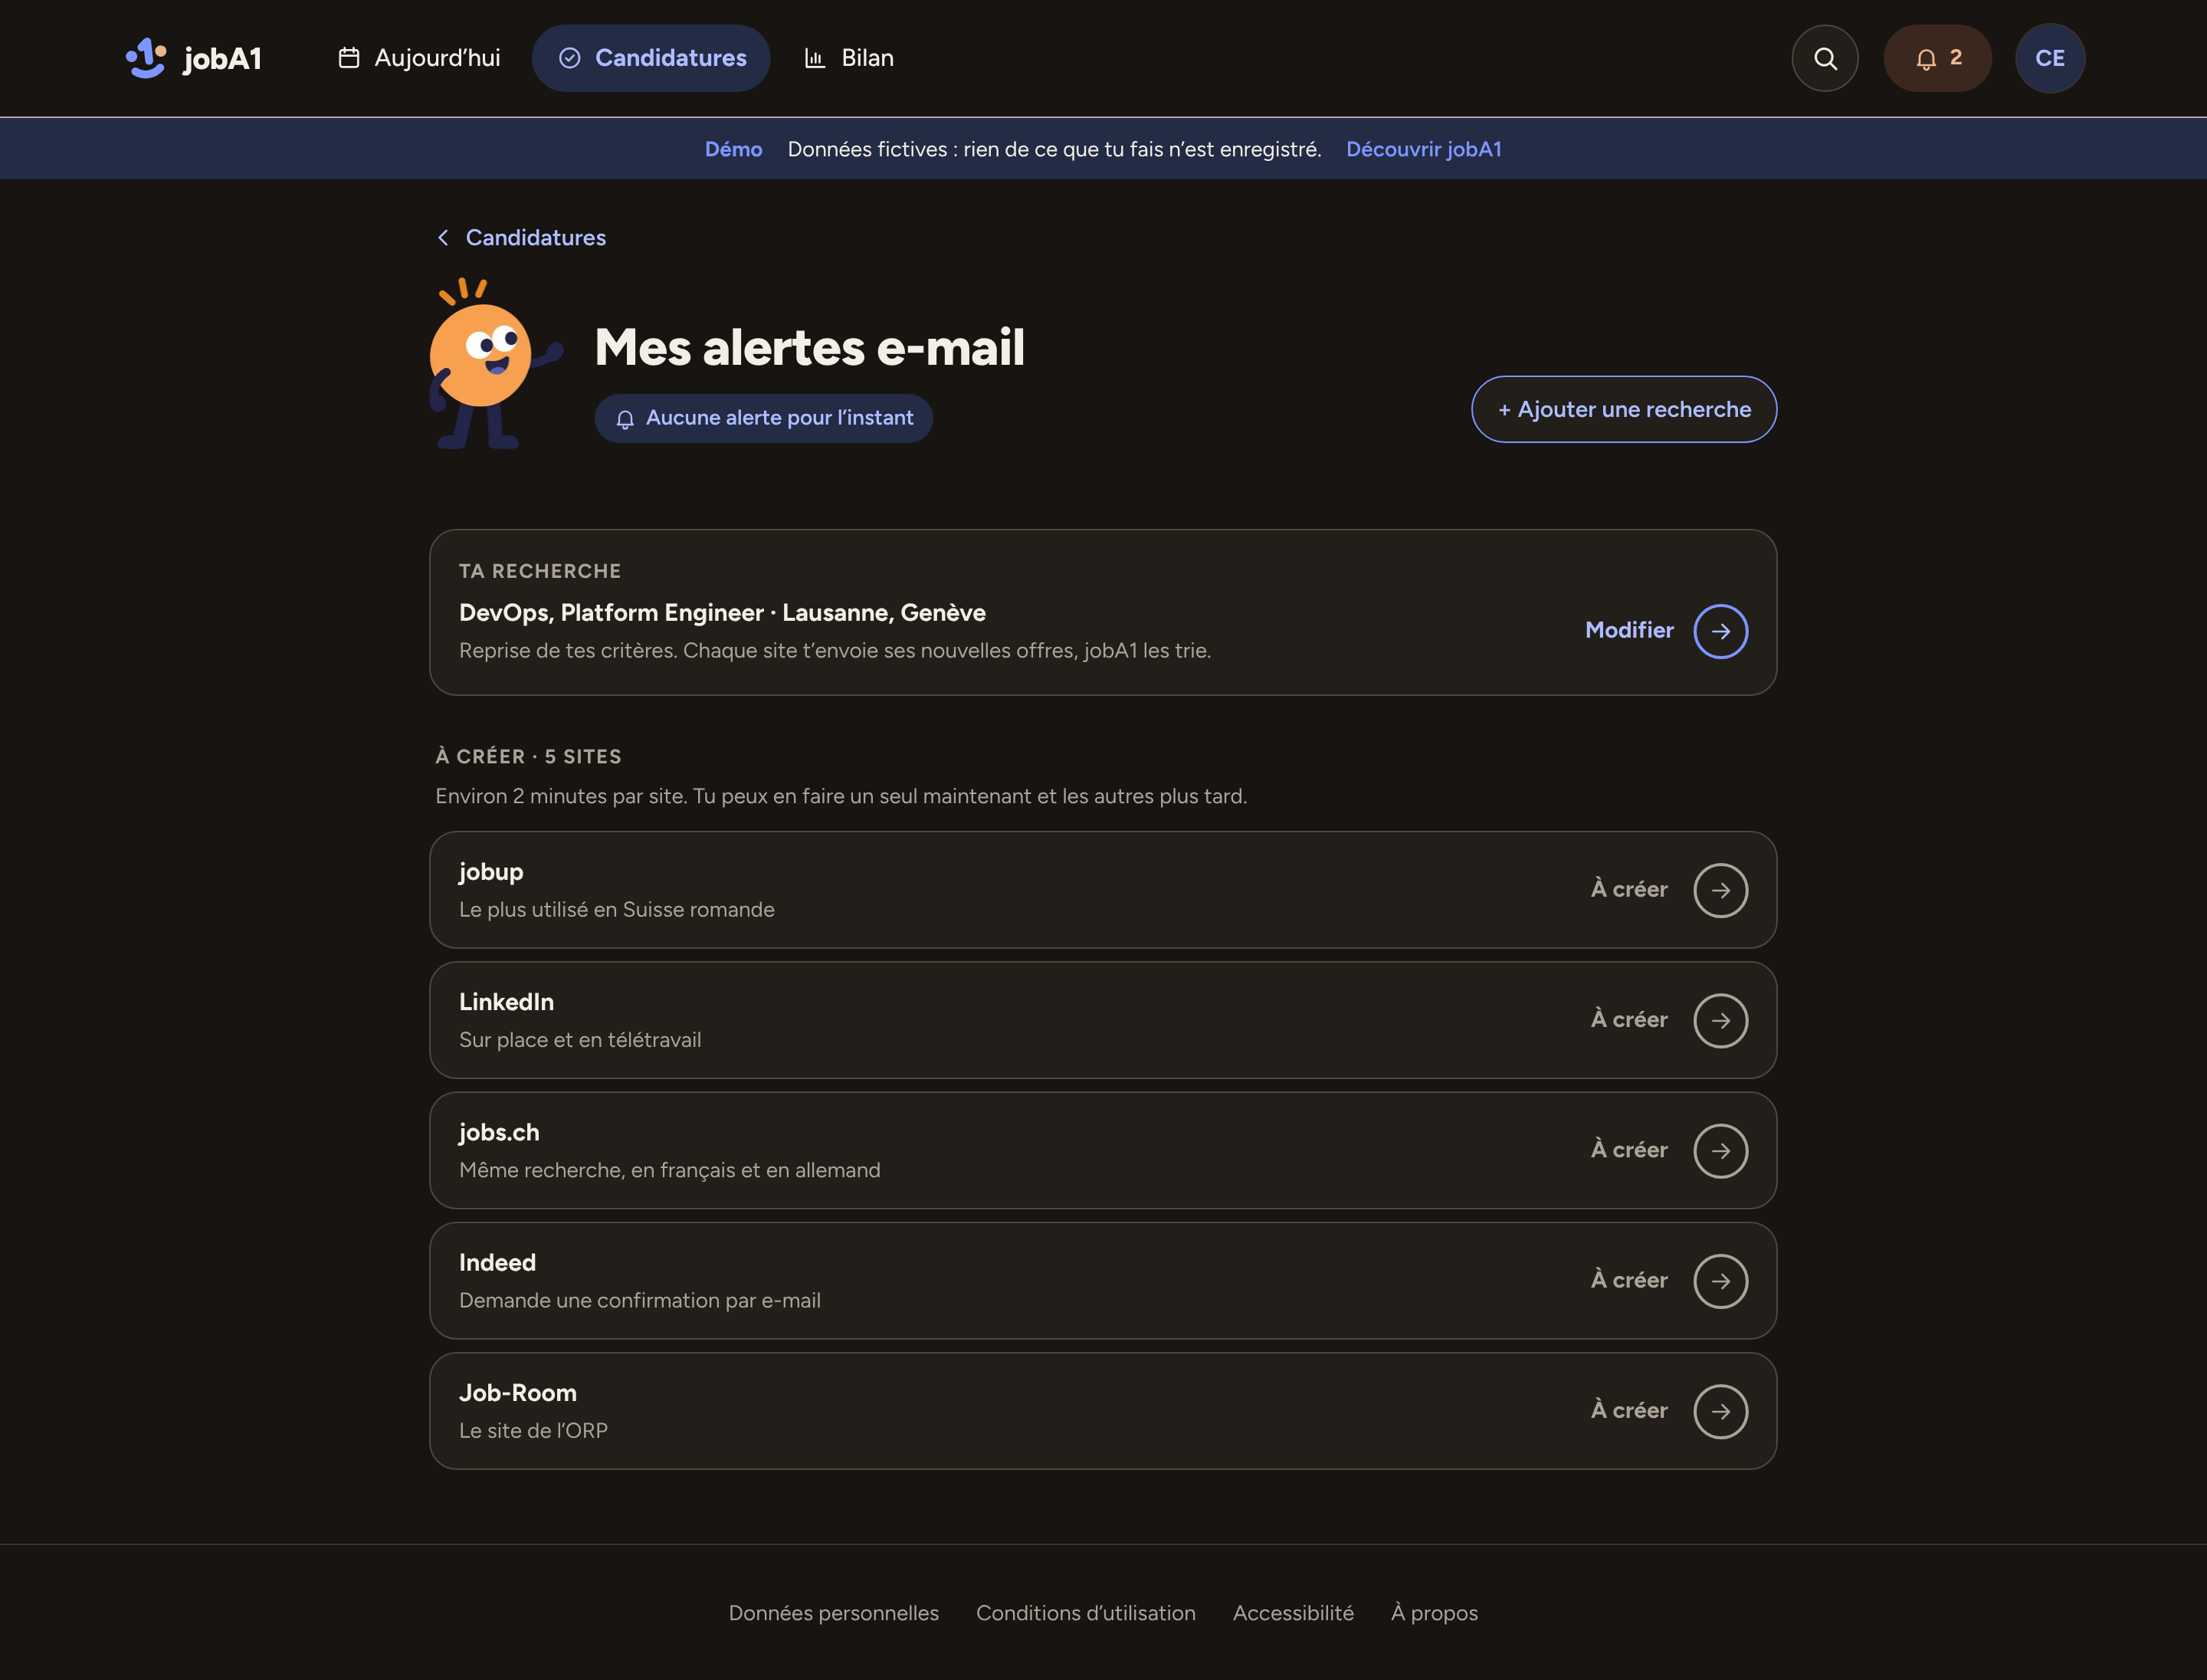 jobA1
Aujourd’hui
Candidatures
Bilan
2
CE
Démo Données fictives : rien de ce que tu fais n’est enregistré. Découvrir jobA1
Candidatures
Mes alertes e-mail
Aucune alerte pour l’instant
+ Ajouter une recherche
TA RECHERCHE
DevOps, Platform Engineer · Lausanne, Genève
Reprise de tes critères. Chaque site t’envoie ses nouvelles offres, jobA1 les trie.
Modifier
À CRÉER · 5 SITES
Environ 2 minutes par site. Tu peux en faire un seul maintenant et les autres plus tard.
jobup
Le plus utilisé en Suisse romande
À créer
LinkedIn
Sur place et en télétravail
À créer
jobs.ch
Même recherche, en français et en allemand
À créer
Indeed
Demande une confirmation par e-mail
À créer
Job-Room
Le site de l’ORP
À créer
Données personnelles Conditions d’utilisation Accessibilité À propos